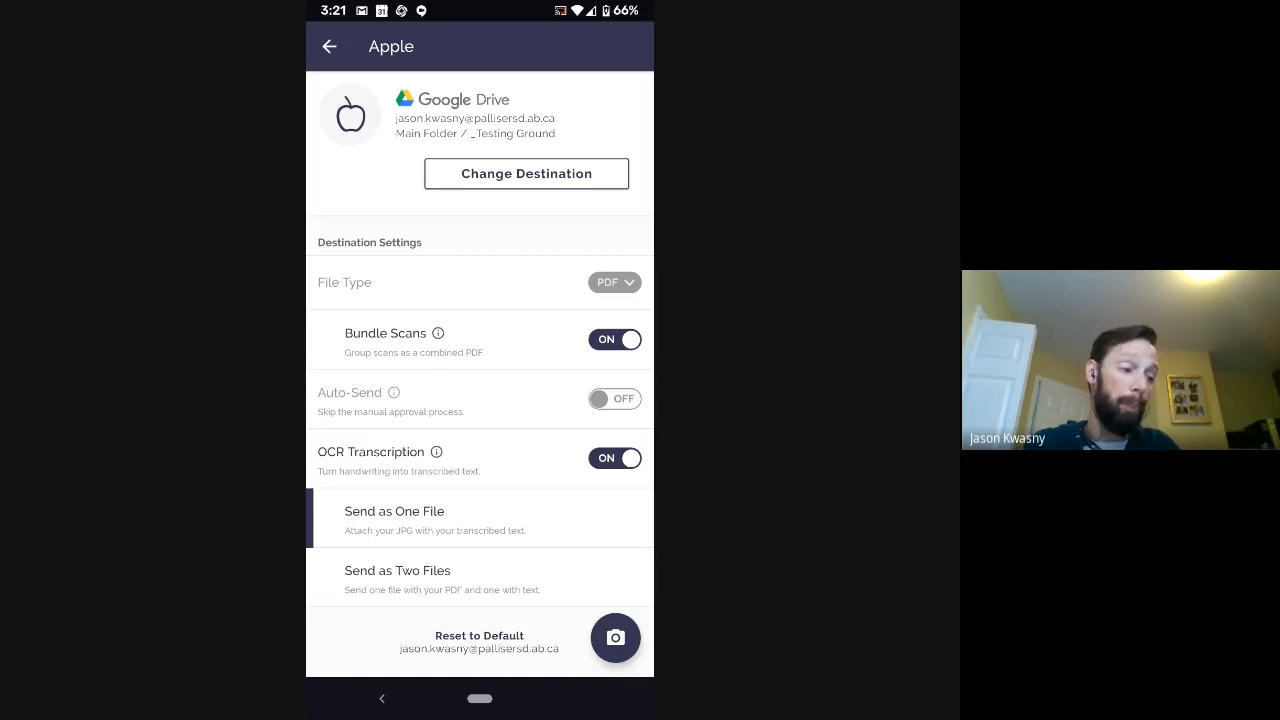 3:21
31
66%
Apple
Google Drive
jason.kwasny@pallisersd.ab.ca
Main Folder / _Testing Ground
Change Destination
Destination Settings
File Type
PDF
Bundle Scans
Group scans as a combined PDF.
ON
Auto-Send
Skip the manual approval process.
OFF
OCR Transcription
Turn handwriting into transcribed text.
ON
Send as One File
Attach your JPG with your transcribed text.
Send as Two Files
Send one file with your PDF and one with text.
Reset to Default
jason.kwasny@pallisersd.ab.ca
Jason Kwasny